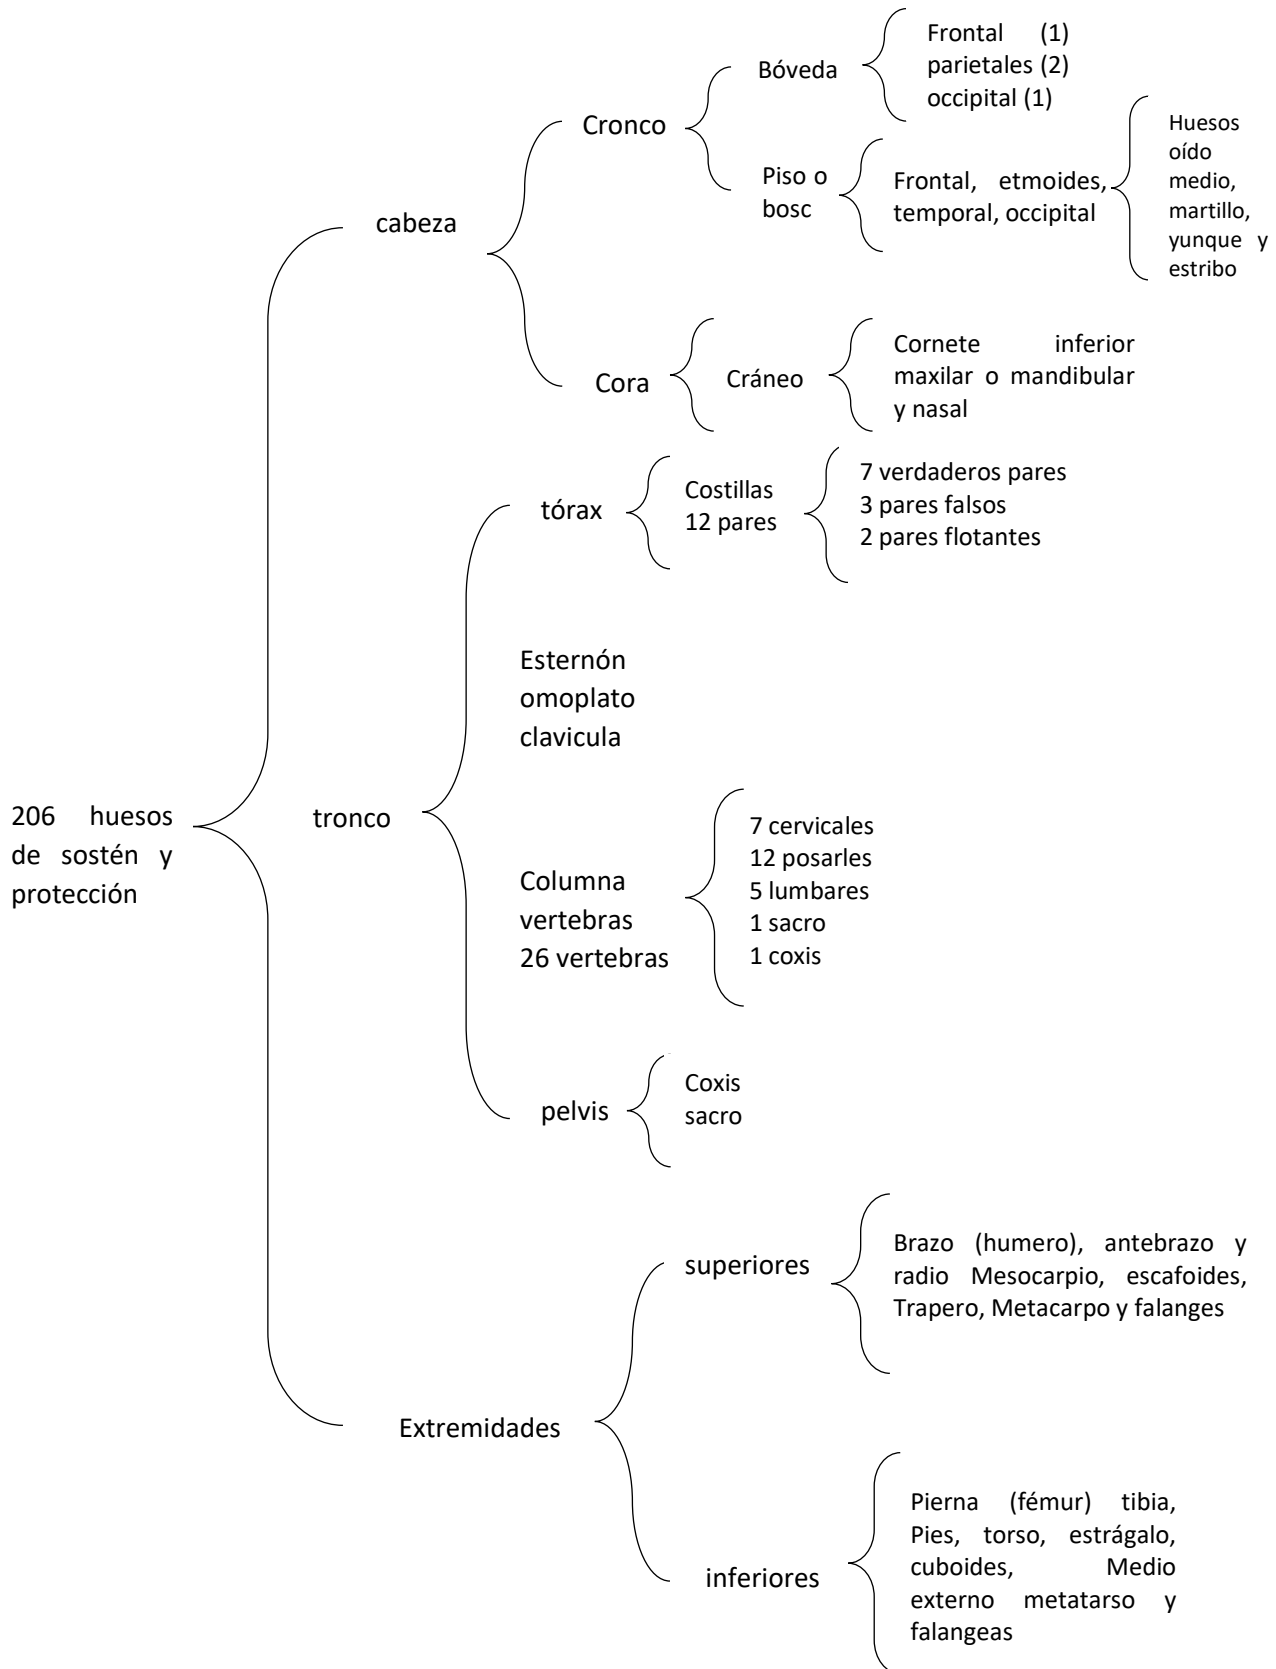 206 huesos
de sostén y
protección
cabeza
Cronco
Bóveda
Frontal (1)
parietales (2)
occipital (1)
Piso o
bosc
Frontal, etmoides,
temporal, occipital
Huesos
oído
medio,
martillo,
yunque y
estribo
Cora
Cráneo
Cornete inferior
maxilar o mandibular
y nasal
tronco
tórax
Costillas
12 pares
7 verdaderos pares
3 pares falsos
2 pares flotantes
Esternón
omoplato
clavicula
Columna
vertebras
26 vertebras
7 cervicales
12 posarles
5 lumbares
1 sacro
1 coxis
pelvis
Coxis
sacro
Extremidades
superiores
Brazo (humero), antebrazo y
radio Mesocarpio, escafoides,
Trapero, Metacarpo y falanges
inferiores
Pierna (fémur) tibia,
Pies, torso, estrágalo,
cuboides, Medio
externo metatarso y
falangeas